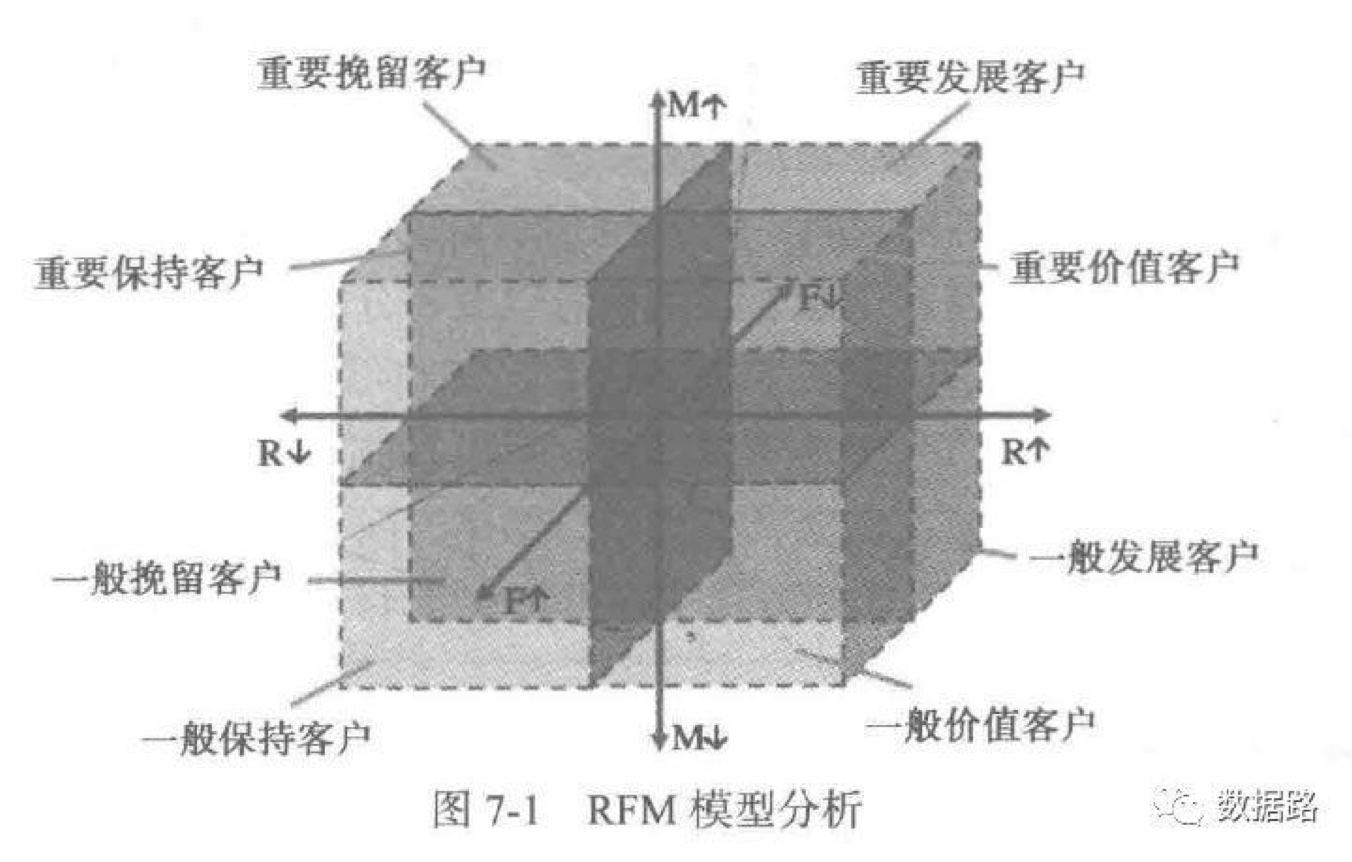 重要挽留客户
重要发展客户
M↑
重要保持客户
重要价值客户
F↓
R↓
R↑
一般挽留客户
F↑
一般发展客户
一般保持客户
M↓
一般价值客户
图 7-1 RFM 模型分析
数据路